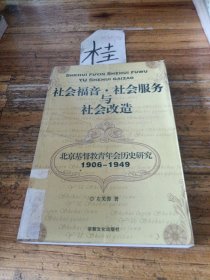 桂
SHEHUI FUYIN SHEHUI FUWU
YU SHEHUI GAIZAO
社会福音·社会服务
与
社会改造
北京基督教青年会历史研究
1906-1949
◎左芙蓉 著
宗教文化出版社